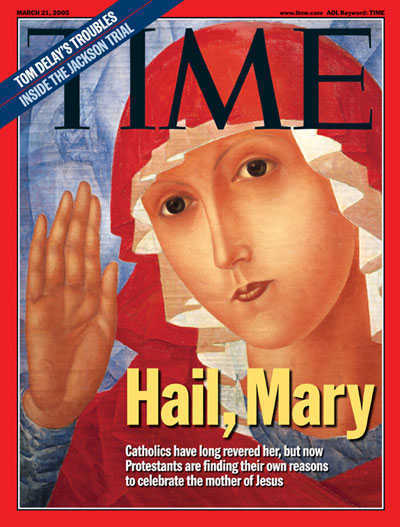 MARCH 21, 2005
www.time.com AOL Keyword: TIME
TOM DELAY'S TROUBLES
INSIDE THE JACKSON TRIAL
TIME
Hail, Mary
Catholics have long revered her, but now
Protestants are finding their own reasons
to celebrate the mother of Jesus